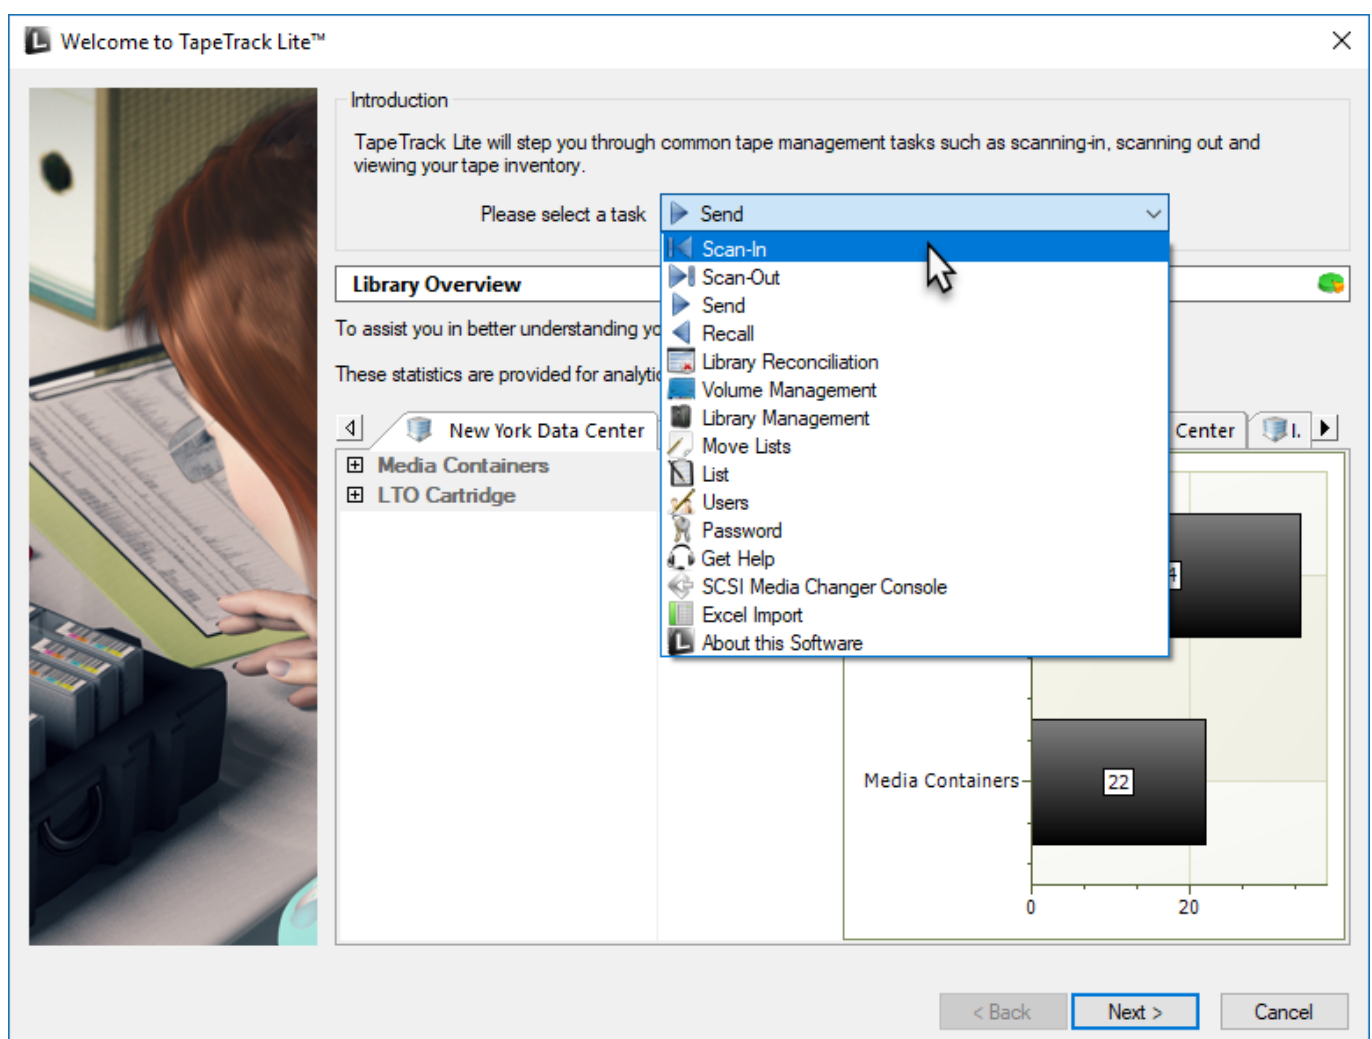 Welcome to TapeTrack Lite™
Introduction
TapeTrack Lite will step you through common tape management tasks such as scanning-in, scanning out and
viewing your tape inventory.
Please select a task
Send
Scan-In
Scan-Out
Send
Recall
Library Reconciliation
Volume Management
Library Management
Move Lists
List
Users
Password
Get Help
SCSI Media Changer Console
Excel Import
About this Software
Library Overview
To assist you in better understanding
These statistics are provided for
New York Data Center
Center
Media Containers
LTO Cartridge
Media Containers
22
0
20
< Back
Next >
Cancel